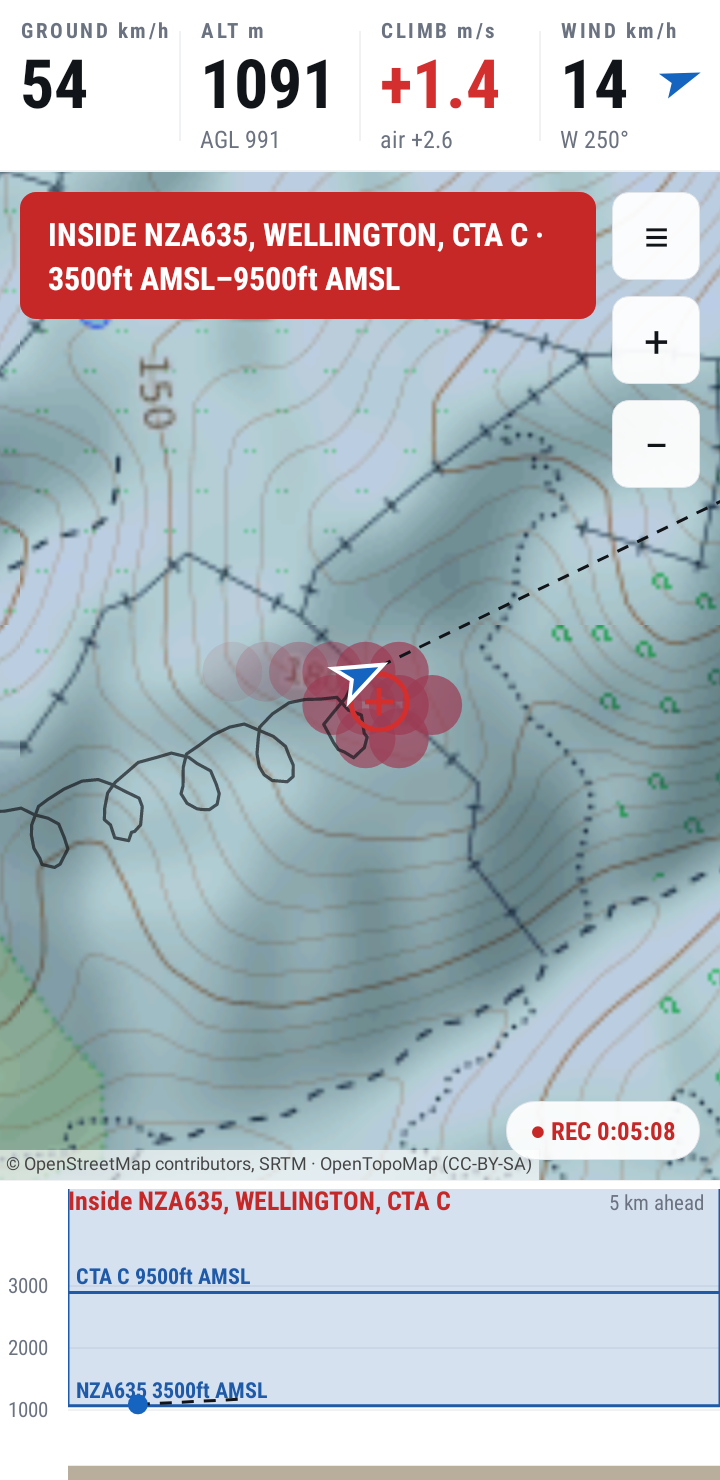 GROUND km/h ALT m CLIMB m/s WIND km/h
54 1091 +1.4 14
AGL 991 air +2.6 W 250°
INSIDE NZA635, WELLINGTON, CTA C ·
3500ft AMSL–9500ft AMSL
≡
+
−
150
REC 0:05:08
© OpenStreetMap contributors, SRTM · OpenTopoMap (CC-BY-SA)
Inside NZA635, WELLINGTON, CTA C 5 km ahead
CTA C 9500ft AMSL
3000
2000
NZA635 3500ft AMSL
1000